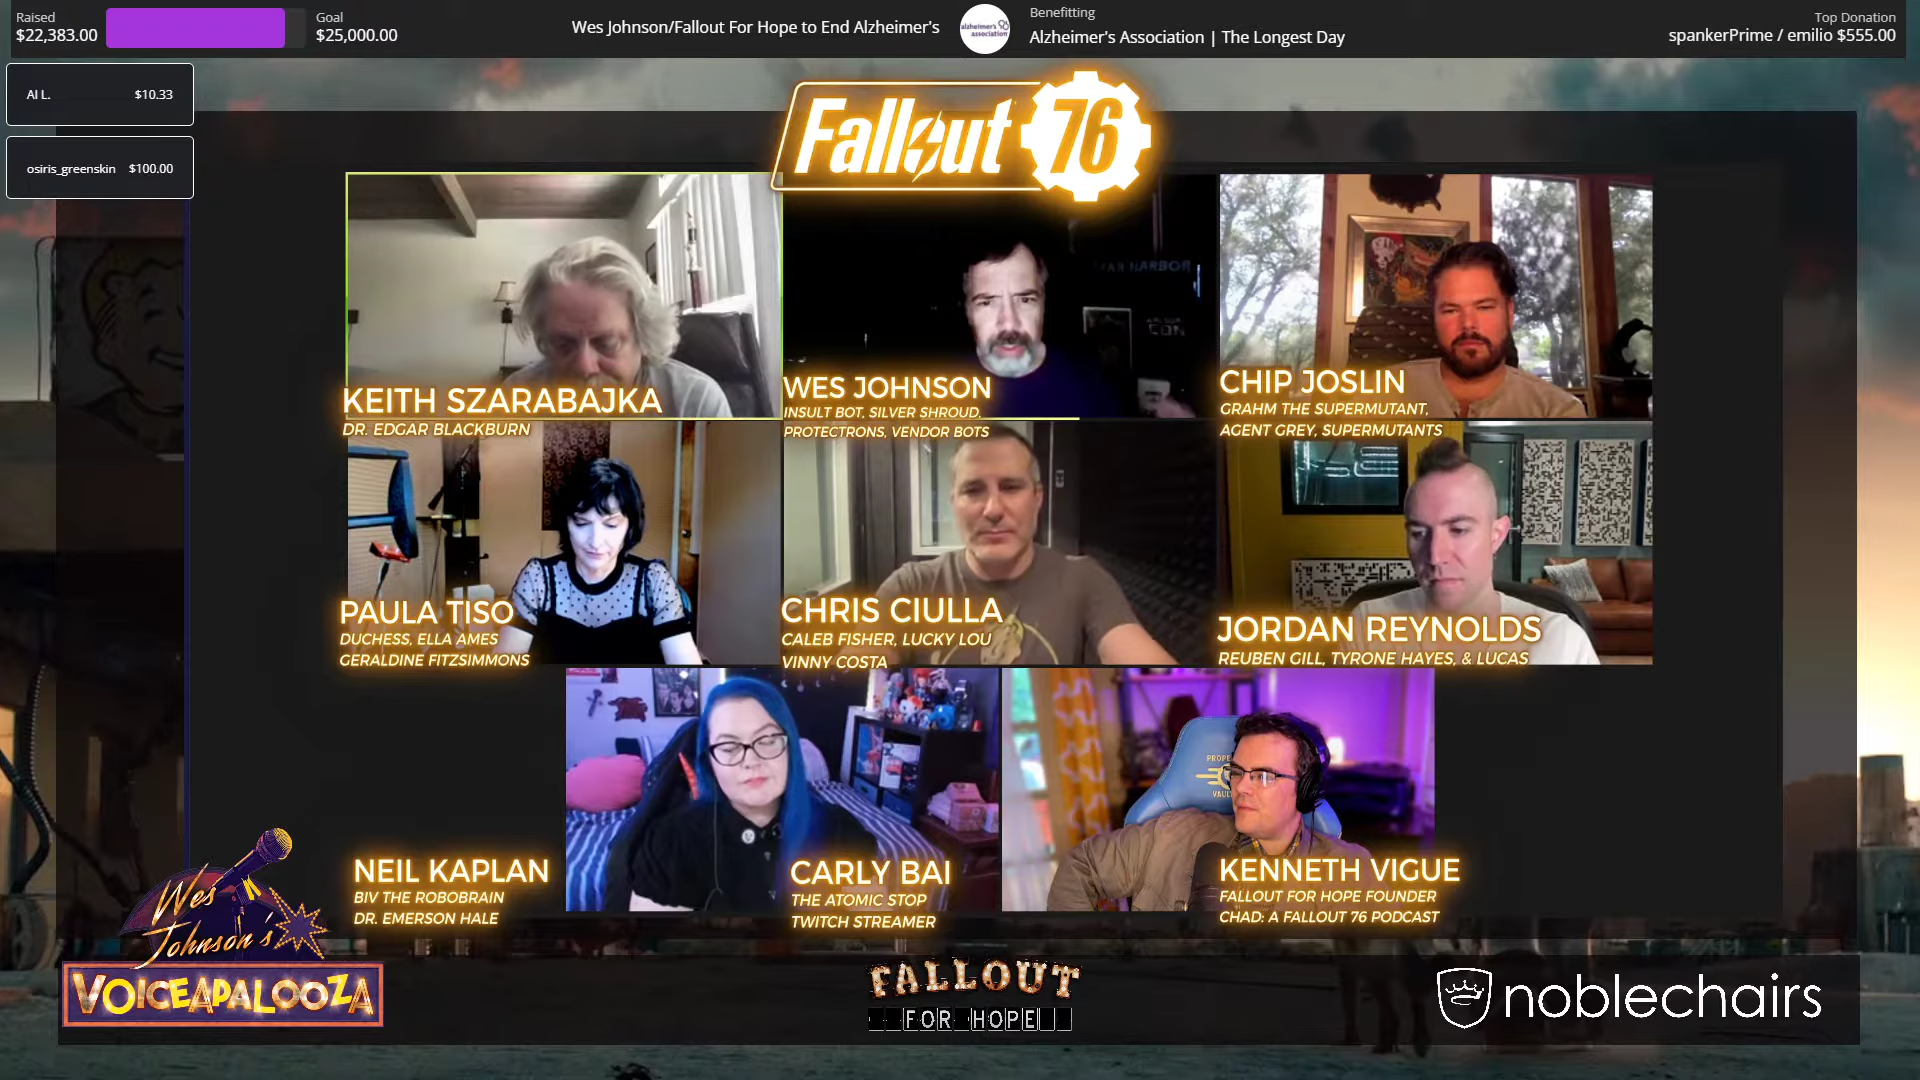 Raised
$22,383.00
Goal
$25,000.00
Wes Johnson/Fallout For Hope to End Alzheimer's
alzheimer's
association
Benefitting
Alzheimer's Association | The Longest Day
Top Donation
spankerPrime / emilio $555.00
Al L. $10.33
osiris_greenskin $100.00
Fallout 76
FAR HARBOR
CON
KEITH SZARABAJKA
DR. EDGAR BLACKBURN
WES JOHNSON
INSULT BOT, SILVER SHROUD,
PROTECTRONS, VENDOR BOTS
CHIP JOSLIN
GRAHM THE SUPERMUTANT,
AGENT GREY, SUPERMUTANTS
PAULA TISO
DUCHESS, ELLA AMES
GERALDINE FITZSIMMONS
CHRIS CIULLA
CALEB FISHER, LUCKY LOU
VINNY COSTA
JORDAN REYNOLDS
REUBEN GILL, TYRONE HAYES, & LUCAS
NEIL KAPLAN
BIV THE ROBOBRAIN
DR. EMERSON HALE
CARLY BAI
THE ATOMIC STOP
TWITCH STREAMER
KENNETH VIGUE
FALLOUT FOR HOPE FOUNDER
CHAD: A FALLOUT 76 PODCAST
Wes
Johnson's
VOICEAPALOOZA
FALLOUT
FOR HOPE
noblechairs